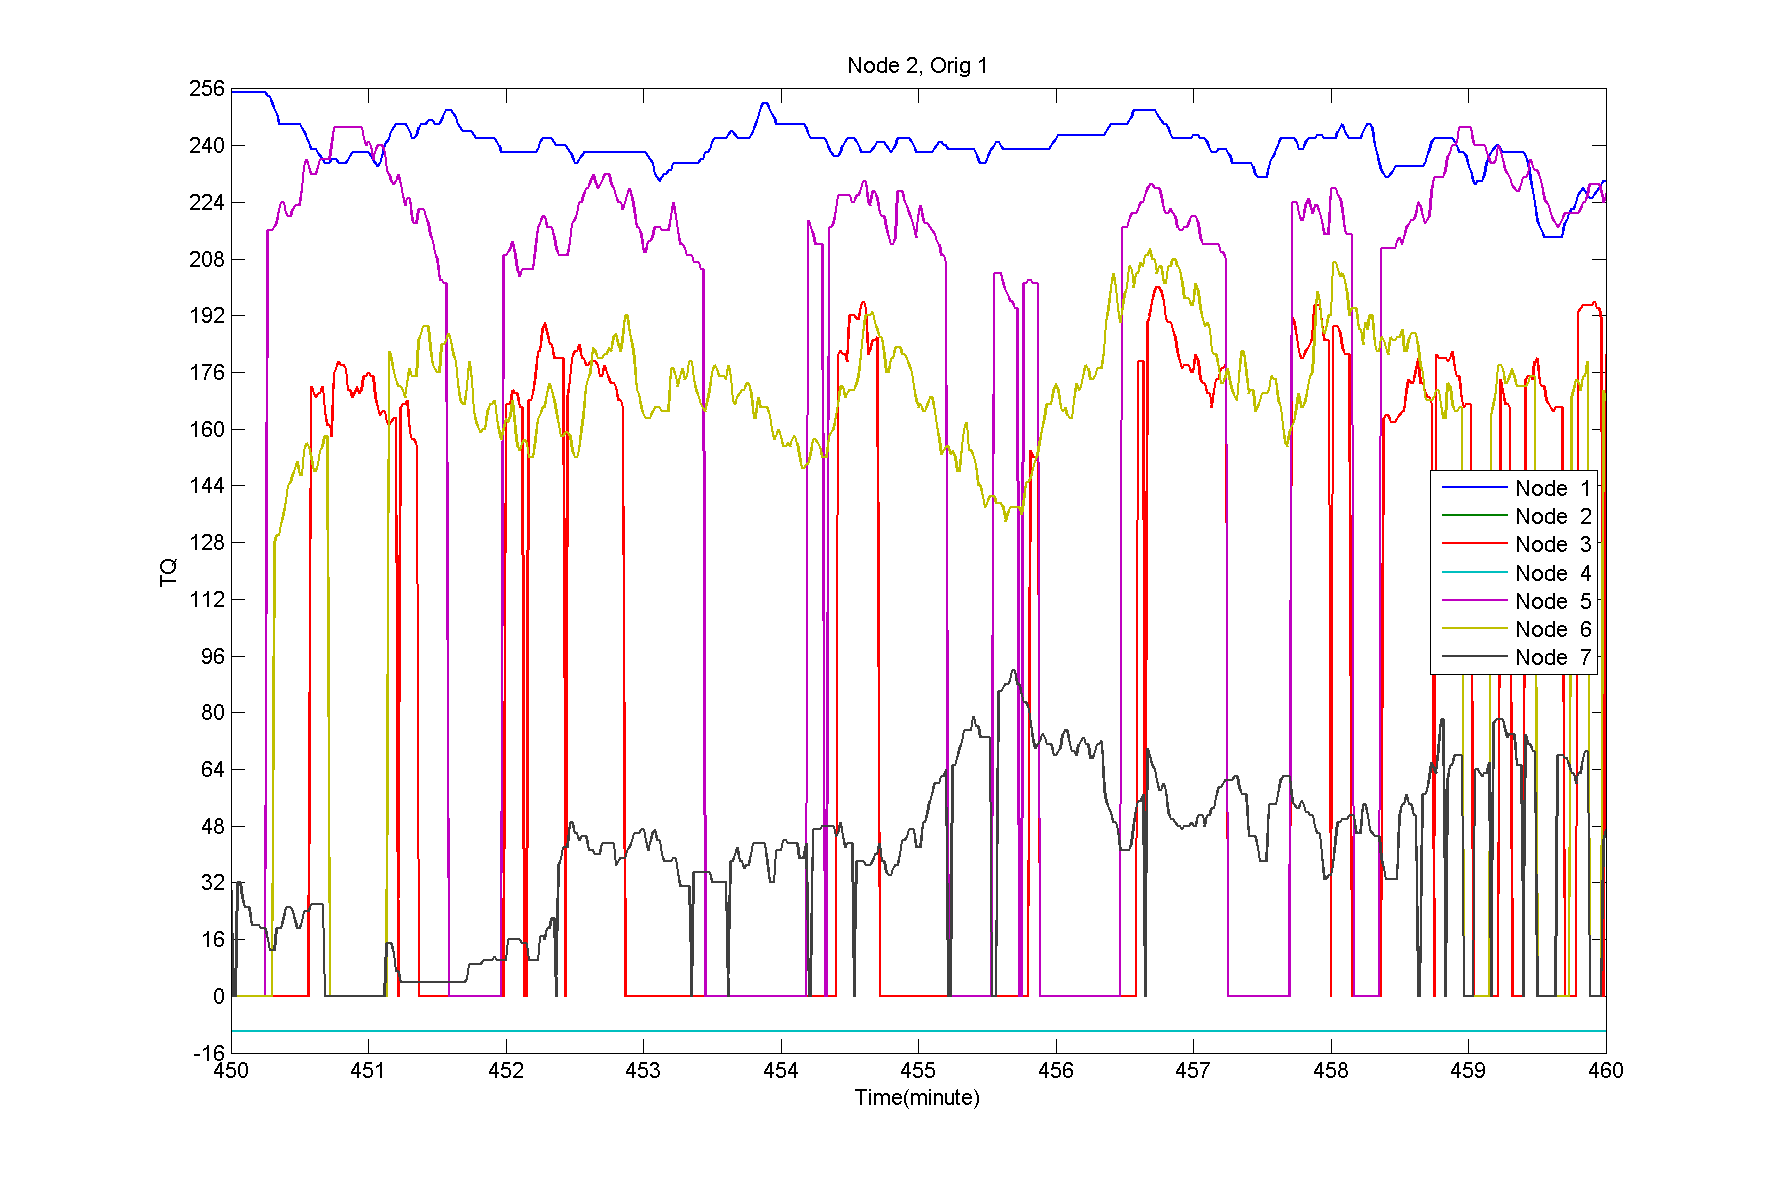 Node 2, Orig 1
256
240
224
208
192
176
160
144
128
112
96
80
64
48
32
16
0
-16
TQ
Node 1
Node 2
Node 3
Node 4
Node 5
Node 6
Node 7
450 451 452 453 454 455 456 457 458 459 460
Time(minute)